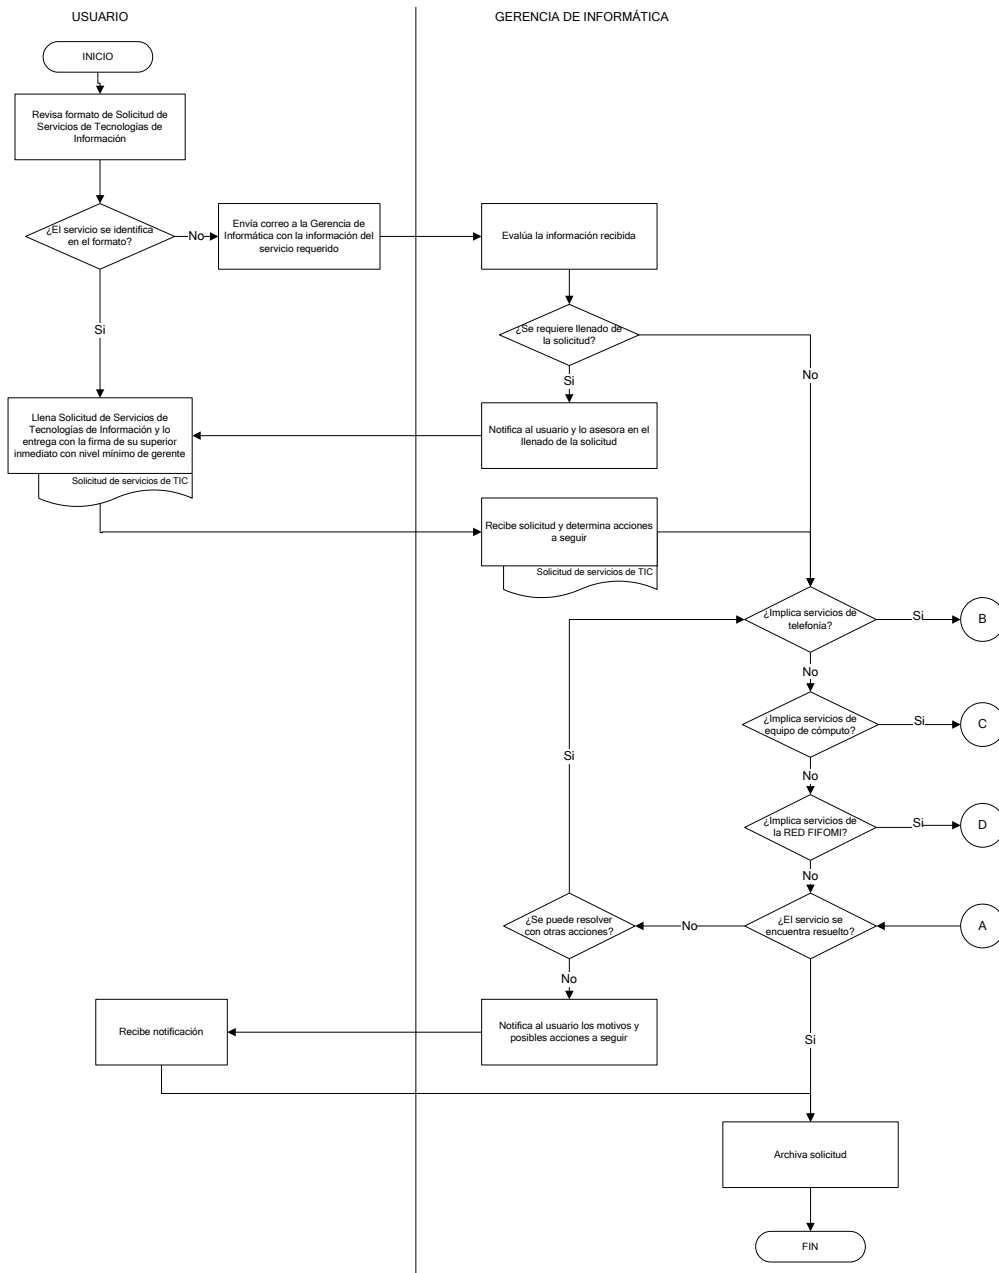 USUARIO
GERENCIA DE INFORMÁTICA
INICIO
Revisa formato de Solicitud de
Servicios de Tecnologías de
Información
¿El servicio se identifica
en el formato?
No
Envía correo a la Gerencia de
Informática con la información del
servicio requerido
Evalúa la información recibida
¿Se requiere llenado de
la solicitud?
Si
Si
No
Llena Solicitud de Servicios de
Tecnologías de Información y lo
entrega con la firma de su superior
inmediato con nivel mínimo de gerente
Solicitud de servicios de TIC
Notifica al usuario y lo asesora en el
llenado de la solicitud
Recibe solicitud y determina acciones
a seguir
Solicitud de servicios de TIC
¿Implica servicios de
telefonía?
Si
B
No
¿Implica servicios de
equipo de cómputo?
Si
C
Si
No
¿Implica servicios de
la RED FIFOMI?
Si
D
No
¿Se puede resolver
con otras acciones?
No
¿El servicio se
encuentra resuelto?
A
No
Recibe notificación
Notifica al usuario los motivos y
posibles acciones a seguir
Si
Archiva solicitud
FIN